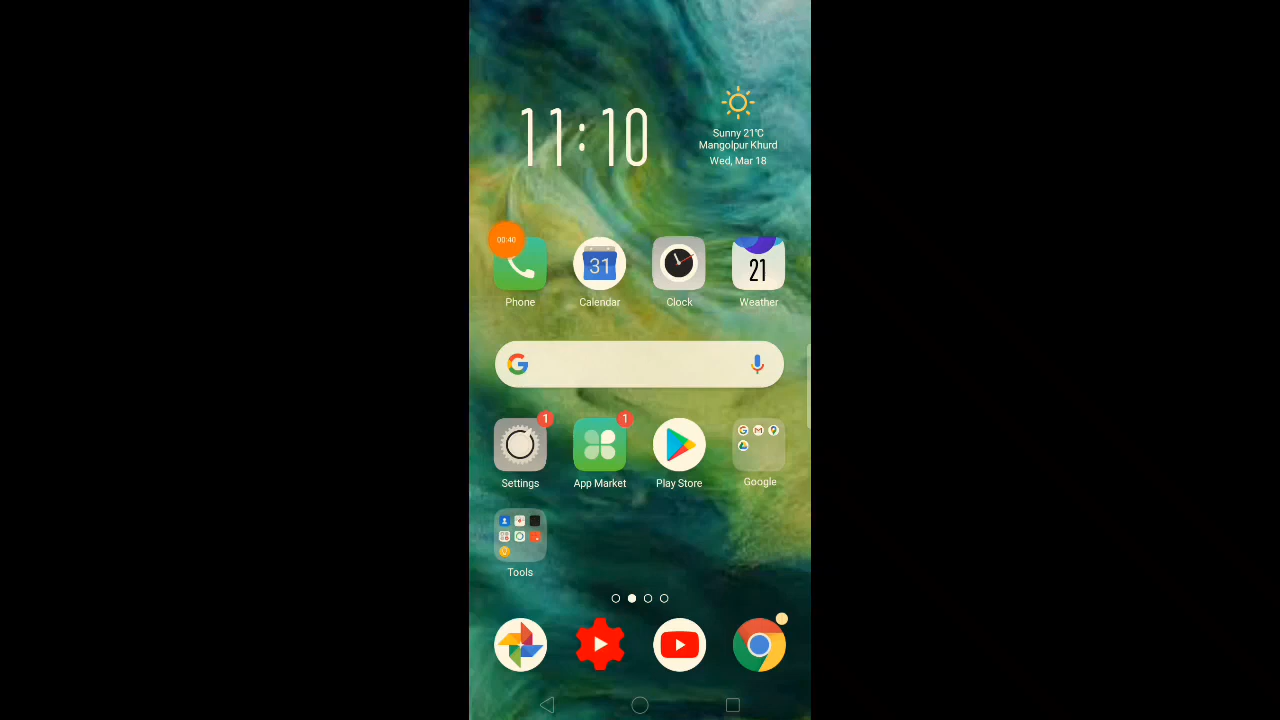 11:10
Sunny 21°C
Mangolpur Khurd
Wed, Mar 18
00:40
31
21
Phone
Calendar
Clock
Weather
G
1
1
Settings
App Market
Play Store
Google
Tools